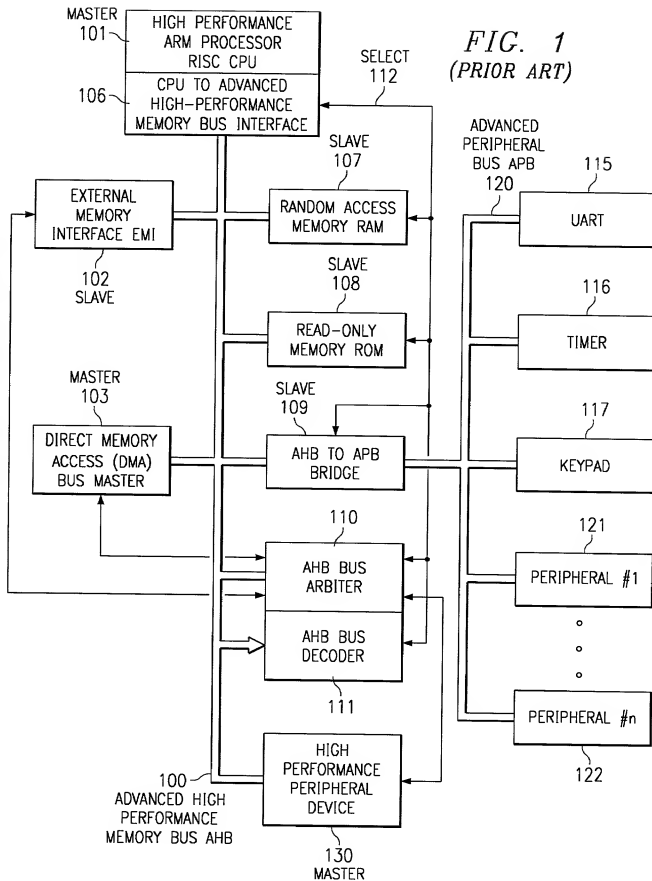 FIG. 1
(PRIOR ART)
MASTER
101
HIGH PERFORMANCE
ARM PROCESSOR
RISC CPU
106
CPU TO ADVANCED
HIGH-PERFORMANCE
MEMORY BUS INTERFACE
SELECT
112
EXTERNAL
MEMORY
INTERFACE EMI
102
SLAVE
SLAVE
107
RANDOM ACCESS
MEMORY RAM
SLAVE
108
READ-ONLY
MEMORY ROM
MASTER
103
DIRECT MEMORY
ACCESS (DMA)
BUS MASTER
SLAVE
109
AHB TO APB
BRIDGE
110
AHB BUS
ARBITER
AHB BUS
DECODER
111
HIGH
PERFORMANCE
PERIPHERAL
DEVICE
130
MASTER
100
ADVANCED HIGH
PERFORMANCE
MEMORY BUS AHB
ADVANCED
PERIPHERAL
BUS APB
120
115
UART
116
TIMER
117
KEYPAD
121
PERIPHERAL #1
PERIPHERAL #n
122